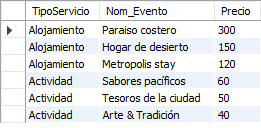 TipoServicio Nom_Evento Precio
Alojamiento Paraiso costero 300
Alojamiento Hogar de desierto 150
Alojamiento Metropolis stay 120
Actividad Sabores pacíficos 60
Actividad Tesoros de la ciudad 50
Actividad Arte & Tradición 40